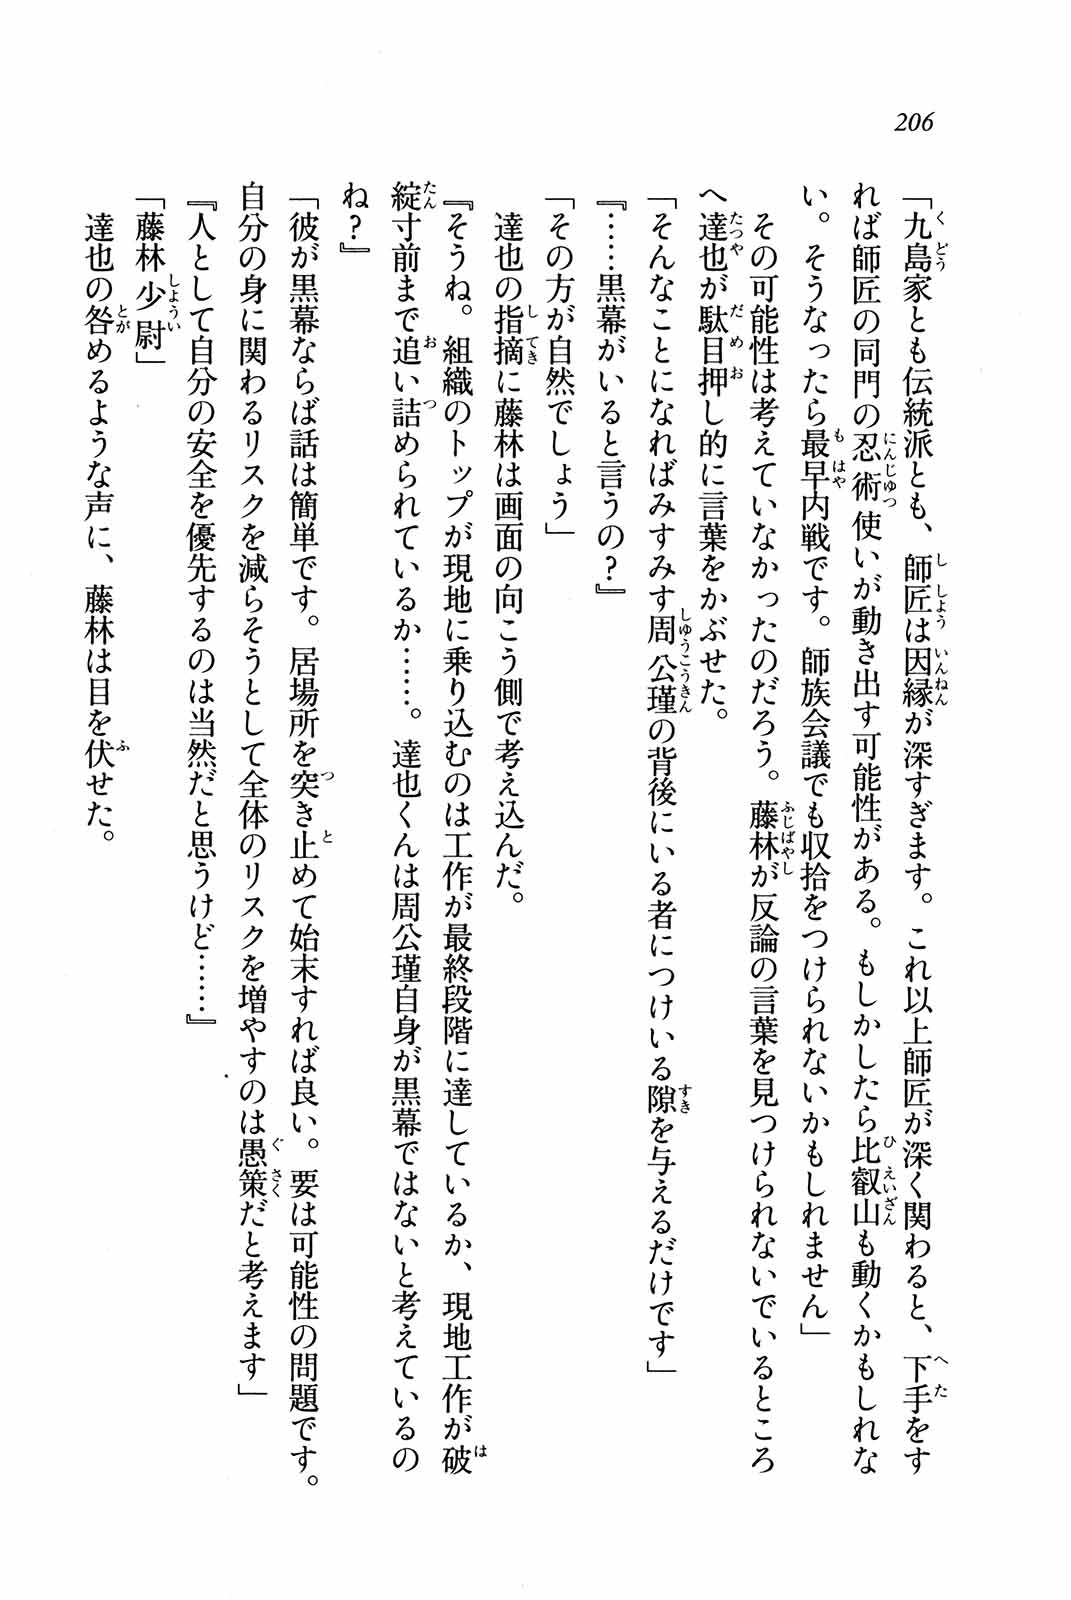 206
「九島家とも伝統派とも、師匠は因縁が深すぎます。これ以上師匠が深く関わると、下手をす
れば師匠の同門の忍術使いが動き出す可能性がある。もしかしたら比叡山も動くかもしれな
い。そうなったら最早内戦です。師族会議でも収拾をつけられないかもしれません」
その可能性は考えていなかったのだろう。藤林が反論の言葉を見つけられないでいるところ
へ達也が駄目押し的に言葉をかぶせた。
「そんなことになればみすみす周公瑾の背後にいる者につけいる隙を与えるだけです」
『……黒幕がいると言うの？』
「その方が自然でしょう」
達也の指摘に藤林は画面の向こう側で考え込んだ。
『そうね。組織のトップが現地に乗り込むのは工作が最終段階に達しているか、現地工作が破
綻寸前まで追い詰められているか……。達也くんは周公瑾自身が黒幕ではないと考えているの
ね？』
「彼が黒幕ならば話は簡単です。居場所を突き止めて始末すれば良い。要は可能性の問題です。
自分の身に関わるリスクを減らそうとして全体のリスクを増やすのは愚策だと考えます」
『人として自分の安全を優先するのは当然だと思うけど……』
「藤林少尉」
達也の咎めるような声に、藤林は目を伏せた。